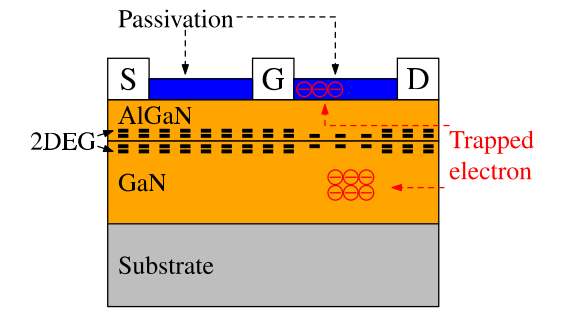 Passivation
S
G
D
AlGaN
2DEG
Trapped
electron
GaN
Substrate